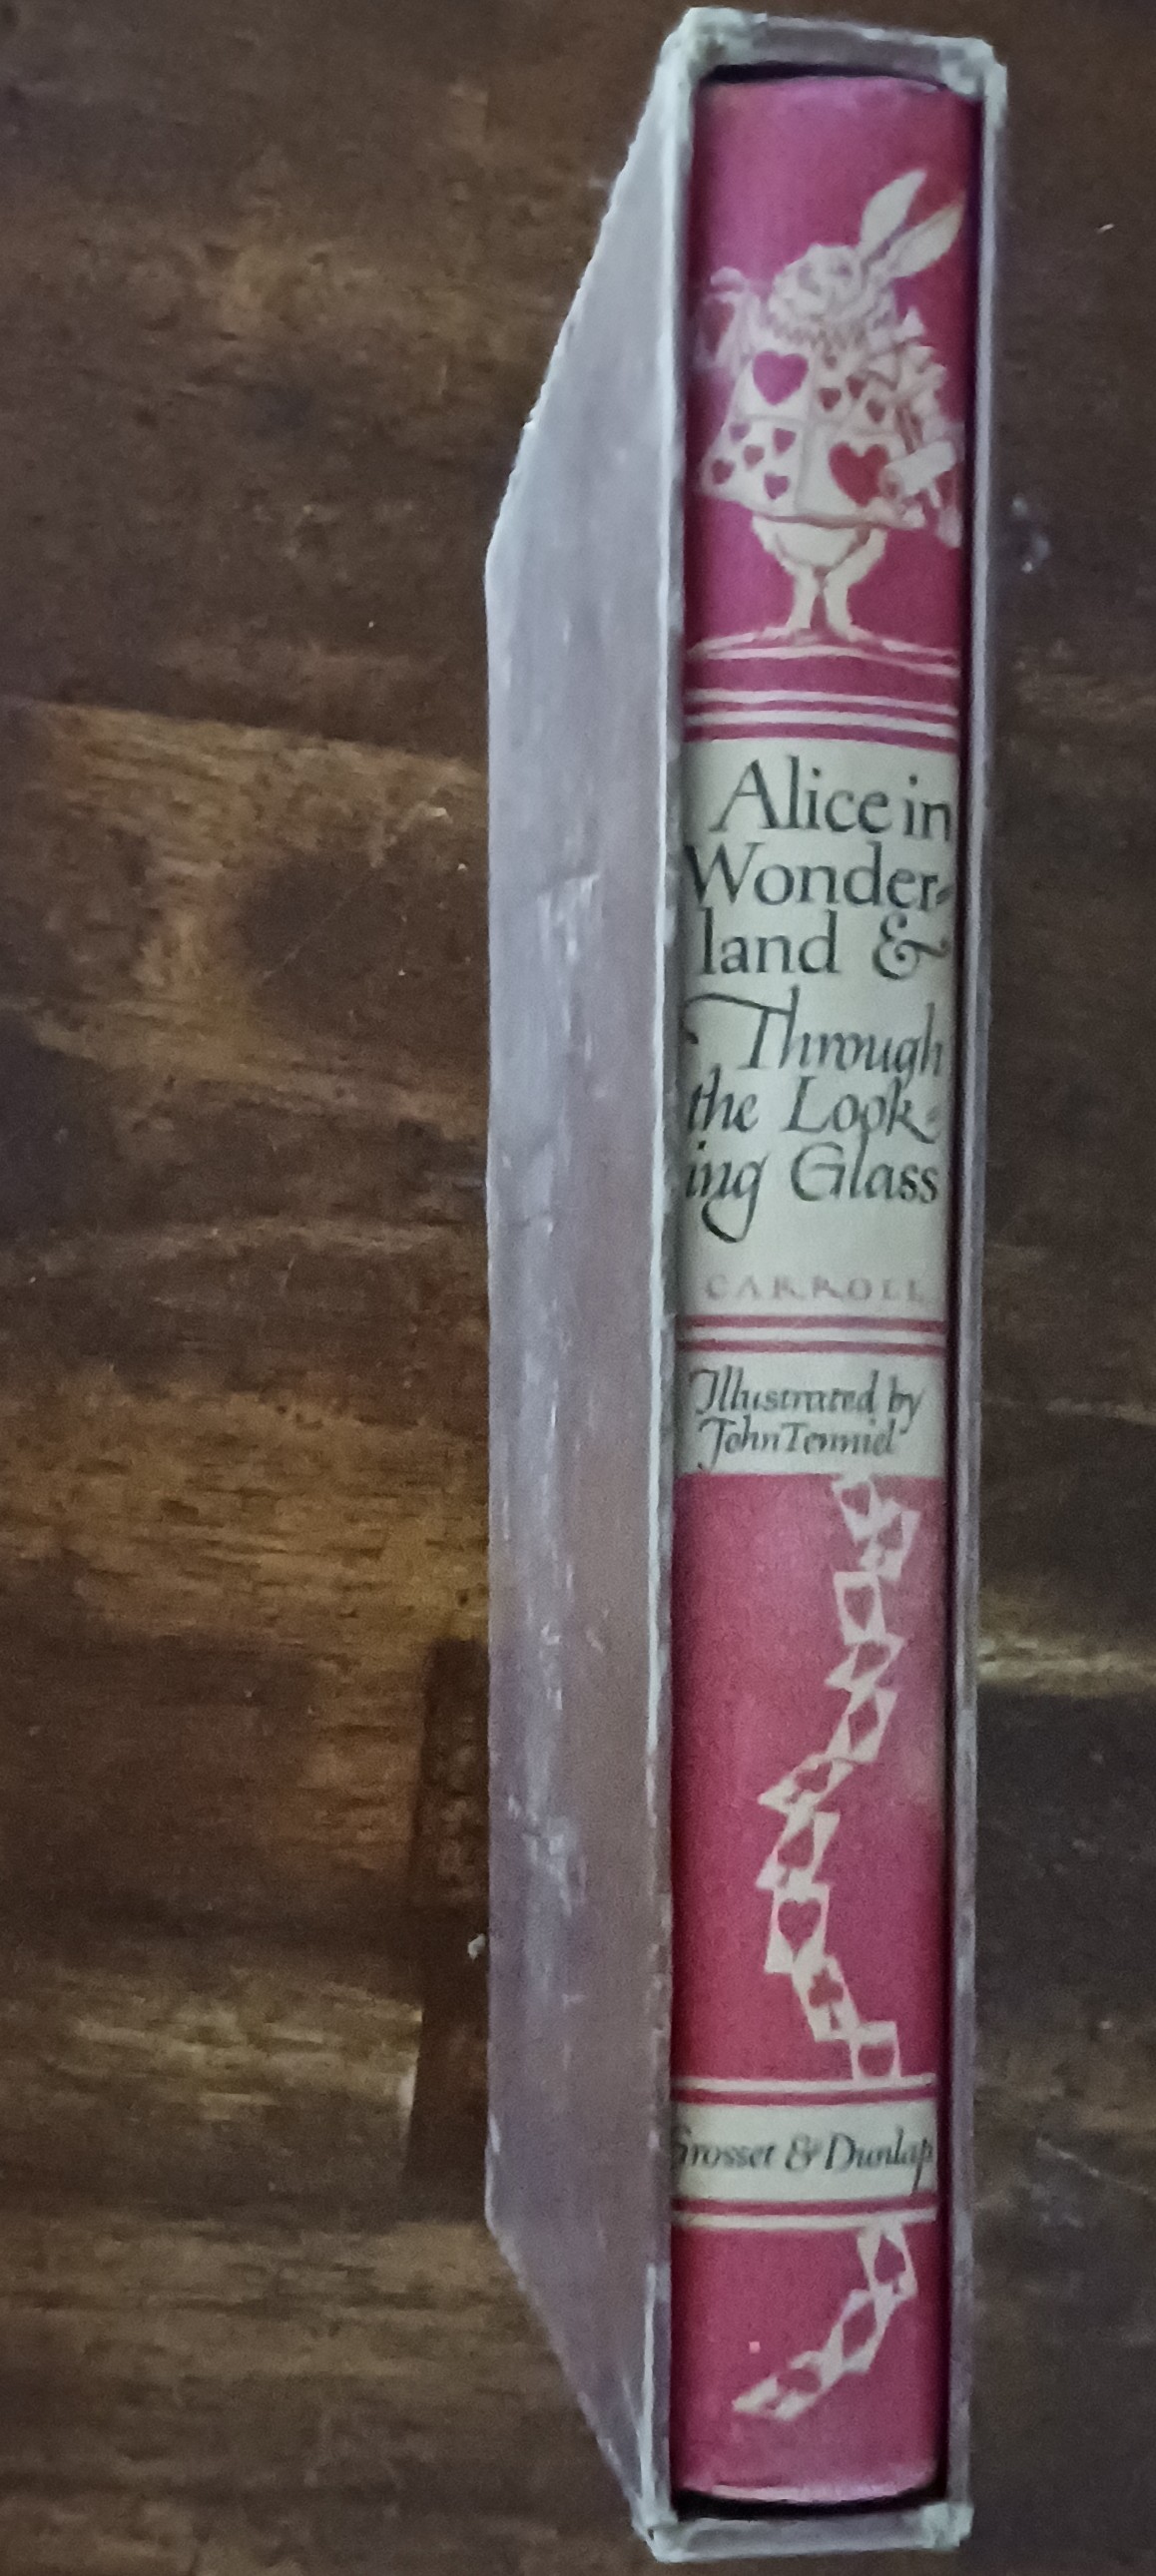 Alice in
Wonder-
land &
Through
the Look-
ing Glass
CARROLL
Illustrated by
John Tenniel
Grosset & Dunlap